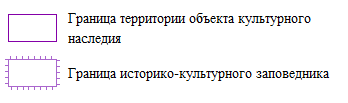 Граница территории объекта культурного
наследия
Граница историко-культурного заповедника